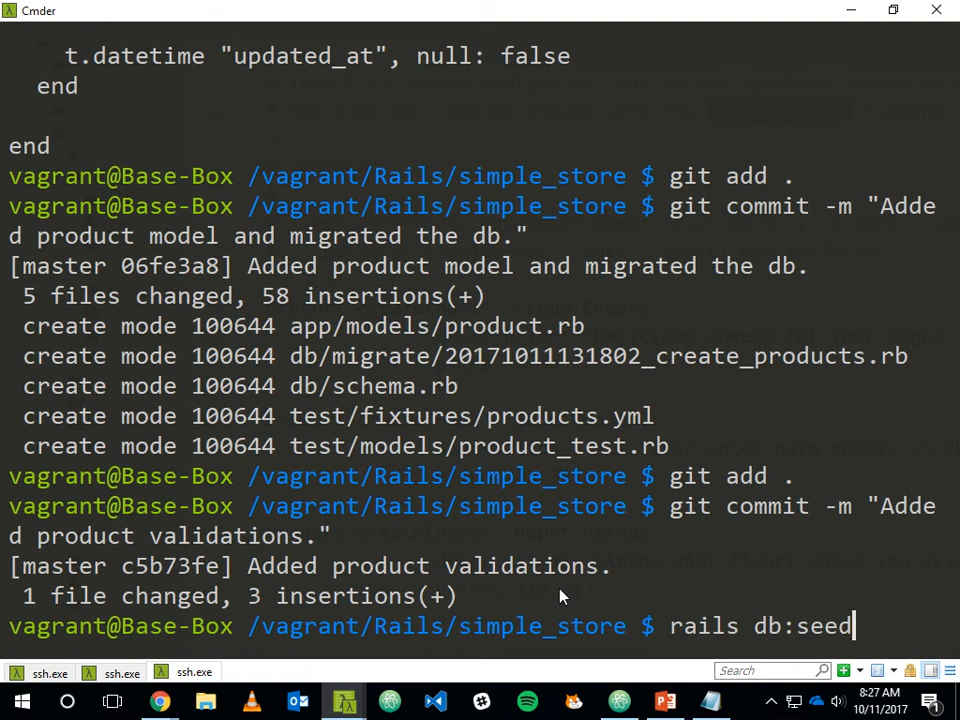 Cmder
t.datetime "updated_at", null: false
end
end
vagrant@Base-Box /vagrant/Rails/simple_store $ git add .
vagrant@Base-Box /vagrant/Rails/simple_store $ git commit -m "Adde
d product model and migrated the db."
[master 06fe3a8] Added product model and migrated the db.
5 files changed, 58 insertions(+)
create mode 100644 app/models/product.rb
create mode 100644 db/migrate/20171011131802_create_products.rb
create mode 100644 db/schema.rb
create mode 100644 test/fixtures/products.yml
create mode 100644 test/models/product_test.rb
vagrant@Base-Box /vagrant/Rails/simple_store $ git add .
vagrant@Base-Box /vagrant/Rails/simple_store $ git commit -m "Adde
d product validations."
[master c5b73fe] Added product validations.
1 file changed, 3 insertions(+)
vagrant@Base-Box /vagrant/Rails/simple_store $ rails db:seed
ssh.exe ssh.exe ssh.exe Search
8:27 AM
10/11/2017
1